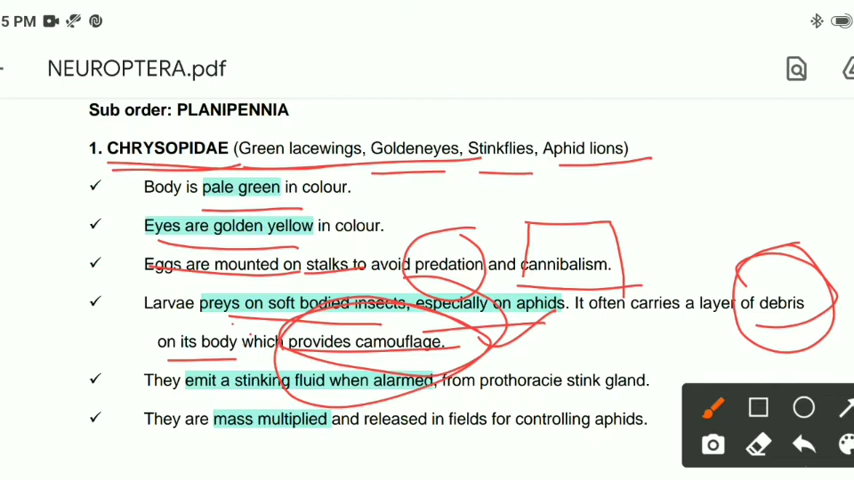 5 PM
NEUROPTERA.pdf
Sub order: PLANIPENNIA
1. CHRYSOPIDAE (Green lacewings, Goldeneyes, Stinkflies, Aphid lions)
✓ Body is pale green in colour.
✓ Eyes are golden yellow in colour.
✓ Eggs are mounted on stalks to avoid predation and cannibalism.
✓ Larvae preys on soft bodied insects, especially on aphids. It often carries a layer of debris
on its body which provides camouflage.
✓ They emit a stinking fluid when alarmed, from prothoracie stink gland.
✓ They are mass multiplied and released in fields for controlling aphids.